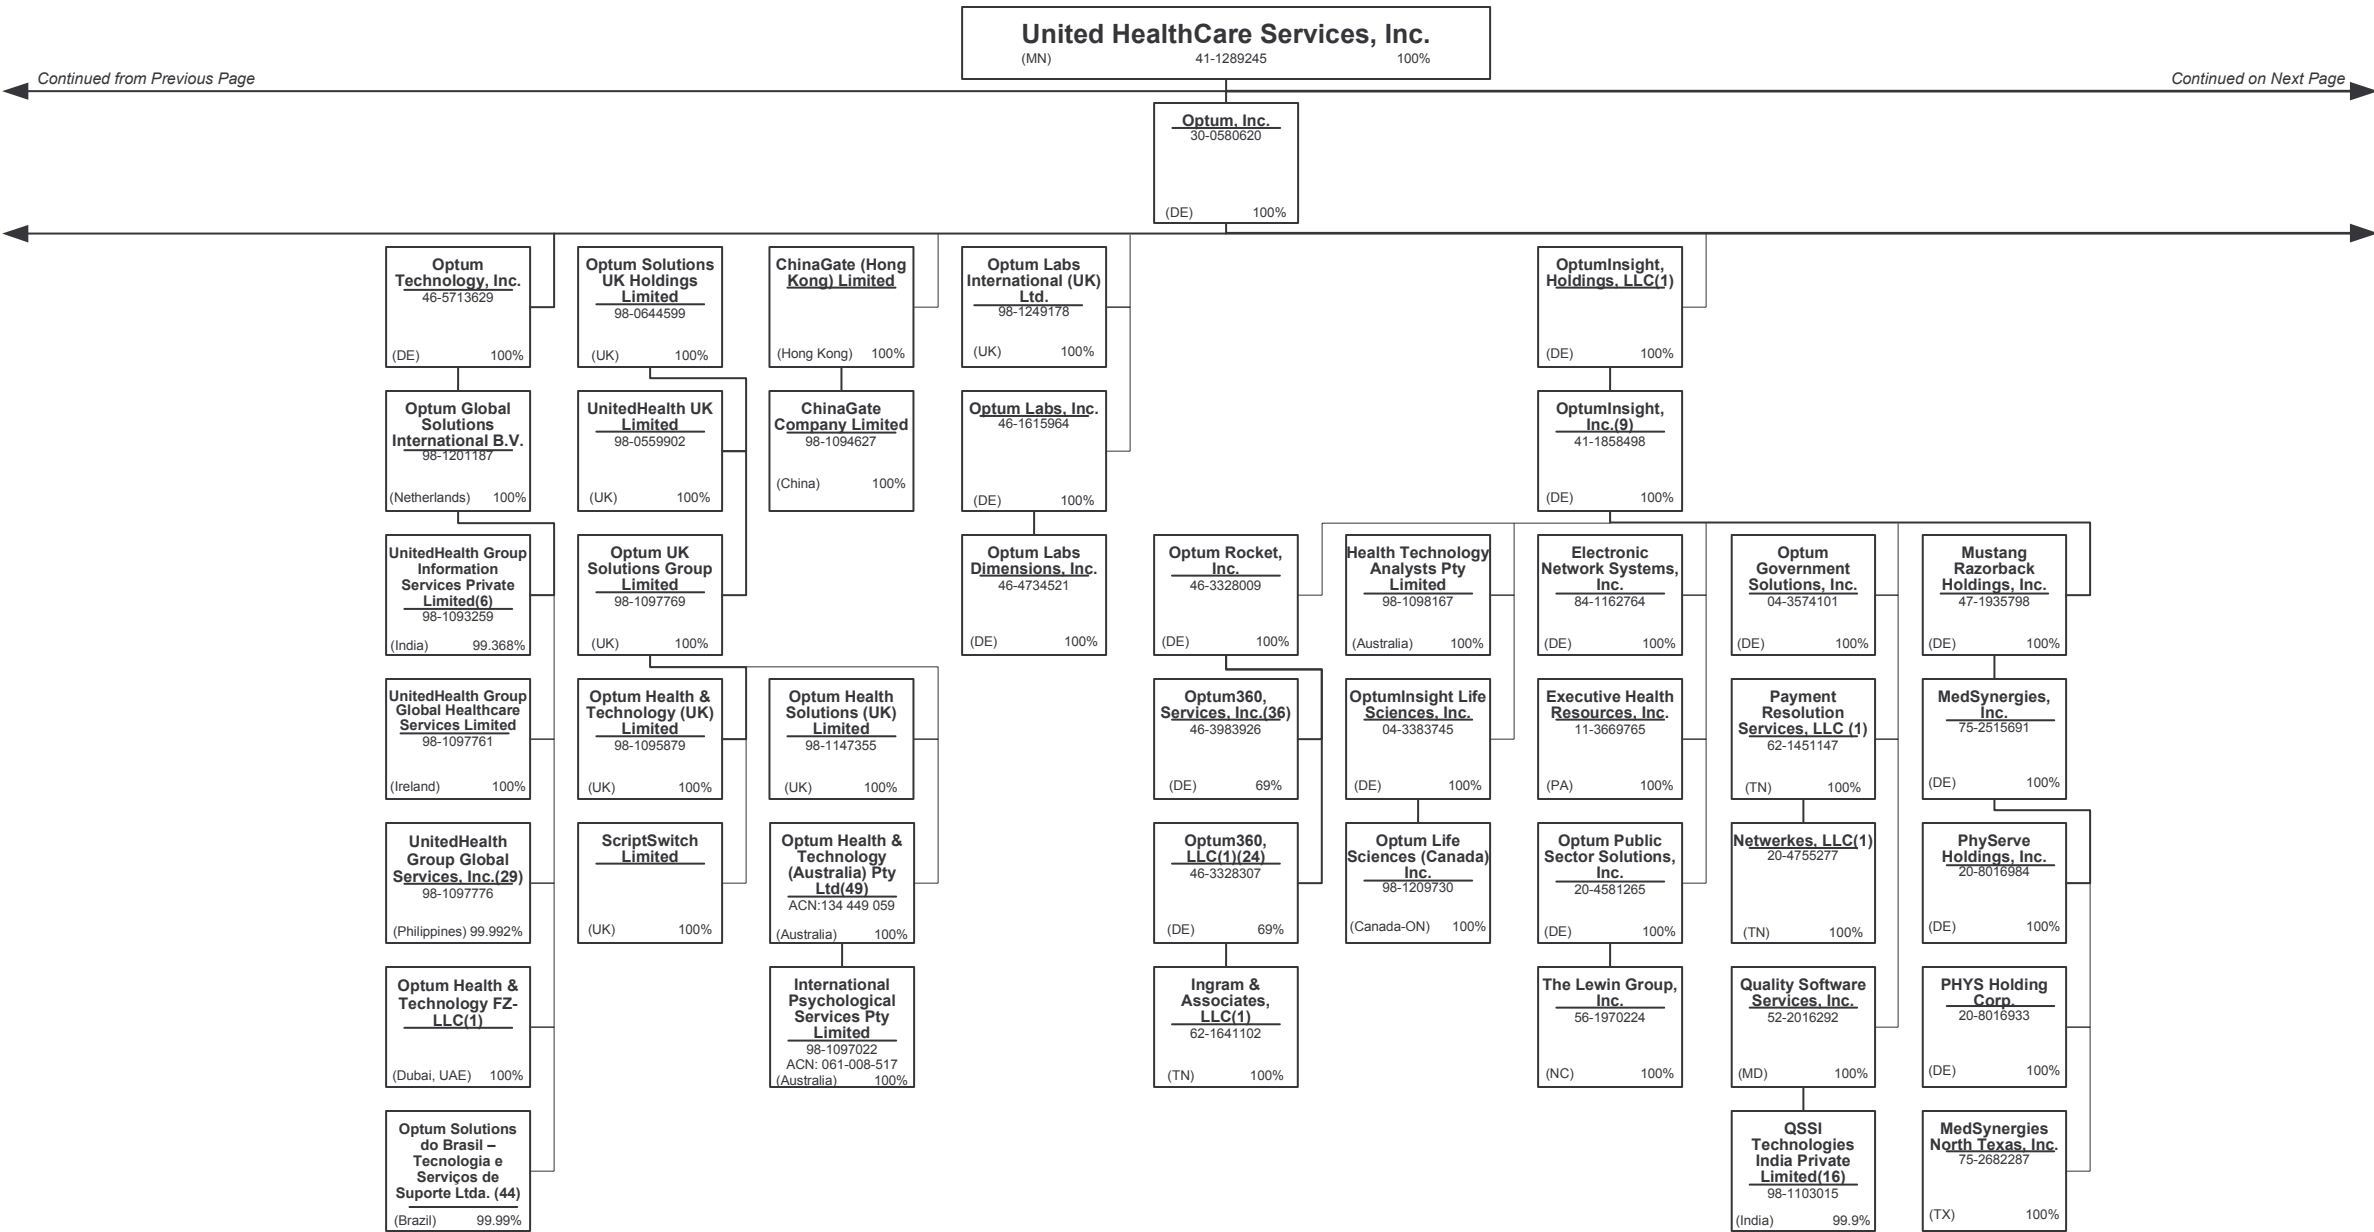 United HealthCare Services, Inc.
(MN) 41-1289245 100%
Continued from Previous Page
Continued on Next Page
Optum, Inc.
30-0580620
(DE) 100%
Optum
Technology, Inc.
46-5713629
(DE) 100%
Optum Solutions
UK Holdings
Limited
98-0644599
(UK) 100%
ChinaGate (Hong
Kong) Limited
(Hong Kong) 100%
Optum Labs
International (UK)
Ltd.
98-1249178
(UK) 100%
OptumInsight,
Holdings, LLC(1)
(DE) 100%
Optum Global
Solutions
International B.V.
98-1201187
(Netherlands) 100%
UnitedHealth UK
Limited
98-0559902
(UK) 100%
ChinaGate
Company Limited
98-1094627
(China) 100%
Optum Labs, Inc.
46-1615964
(DE) 100%
OptumInsight,
Inc.(9)
41-1858498
(DE) 100%
UnitedHealth Group
Information
Services Private
Limited(6)
98-1093259
(India) 99.368%
Optum UK
Solutions Group
Limited
98-1097769
(UK) 100%
Optum Labs
Dimensions, Inc.
46-4734521
(DE) 100%
Optum Rocket,
Inc.
46-3328009
(DE) 100%
Health Technology
Analysts Pty
Limited
98-1098167
(Australia) 100%
Electronic
Network Systems,
Inc.
84-1162764
(DE) 100%
Optum
Government
Solutions, Inc.
04-3574101
(DE) 100%
Mustang
Razorback
Holdings, Inc.
47-1935798
(DE) 100%
UnitedHealth Group
Global Healthcare
Services Limited
98-1097761
(Ireland) 100%
Optum Health &
Technology (UK)
Limited
98-1095879
(UK) 100%
Optum Health
Solutions (UK)
Limited
98-1147355
(UK) 100%
Optum360,
Services, Inc.(36)
46-3983926
(DE) 69%
OptumInsight Life
Sciences, Inc.
04-3383745
(DE) 100%
Executive Health
Resources, Inc.
11-3669765
(PA) 100%
Payment
Resolution
Services, LLC (1)
62-1451147
(TN) 100%
MedSynergies,
Inc.
75-2515691
(DE) 100%
UnitedHealth
Group Global
Services, Inc.(29)
98-1097776
(Philippines) 99.992%
ScriptSwitch
Limited
(UK) 100%
Optum Health &
Technology
(Australia) Pty
Ltd(49)
ACN:134 449 059
(Australia) 100%
Optum360,
LLC(1)(24)
46-3328307
(DE) 69%
Optum Life
Sciences (Canada)
Inc.
98-1209730
(Canada-ON) 100%
Optum Public
Sector Solutions,
Inc.
20-4581265
(DE) 100%
Netwerkes, LLC(1)
20-4755277
(TN) 100%
PhyServe
Holdings, Inc.
20-8016984
(DE) 100%
Optum Health &
Technology FZ-
LLC(1)
(Dubai, UAE) 100%
International
Psychological
Services Pty
Limited
98-1097022
ACN: 061-008-517
(Australia) 100%
Ingram &
Associates,
LLC(1)
62-1641102
(TN) 100%
The Lewin Group,
Inc.
56-1970224
(NC) 100%
Quality Software
Services, Inc.
52-2016292
(MD) 100%
PHYS Holding
Corp.
20-8016933
(DE) 100%
Optum Solutions
do Brasil –
Tecnologia e
Serviços de
Suporte Ltda. (44)
(Brazil) 99.99%
QSSI
Technologies
India Private
Limited(16)
98-1103015
(India) 99.9%
MedSynergies
North Texas, Inc.
75-2682287
(TX) 100%